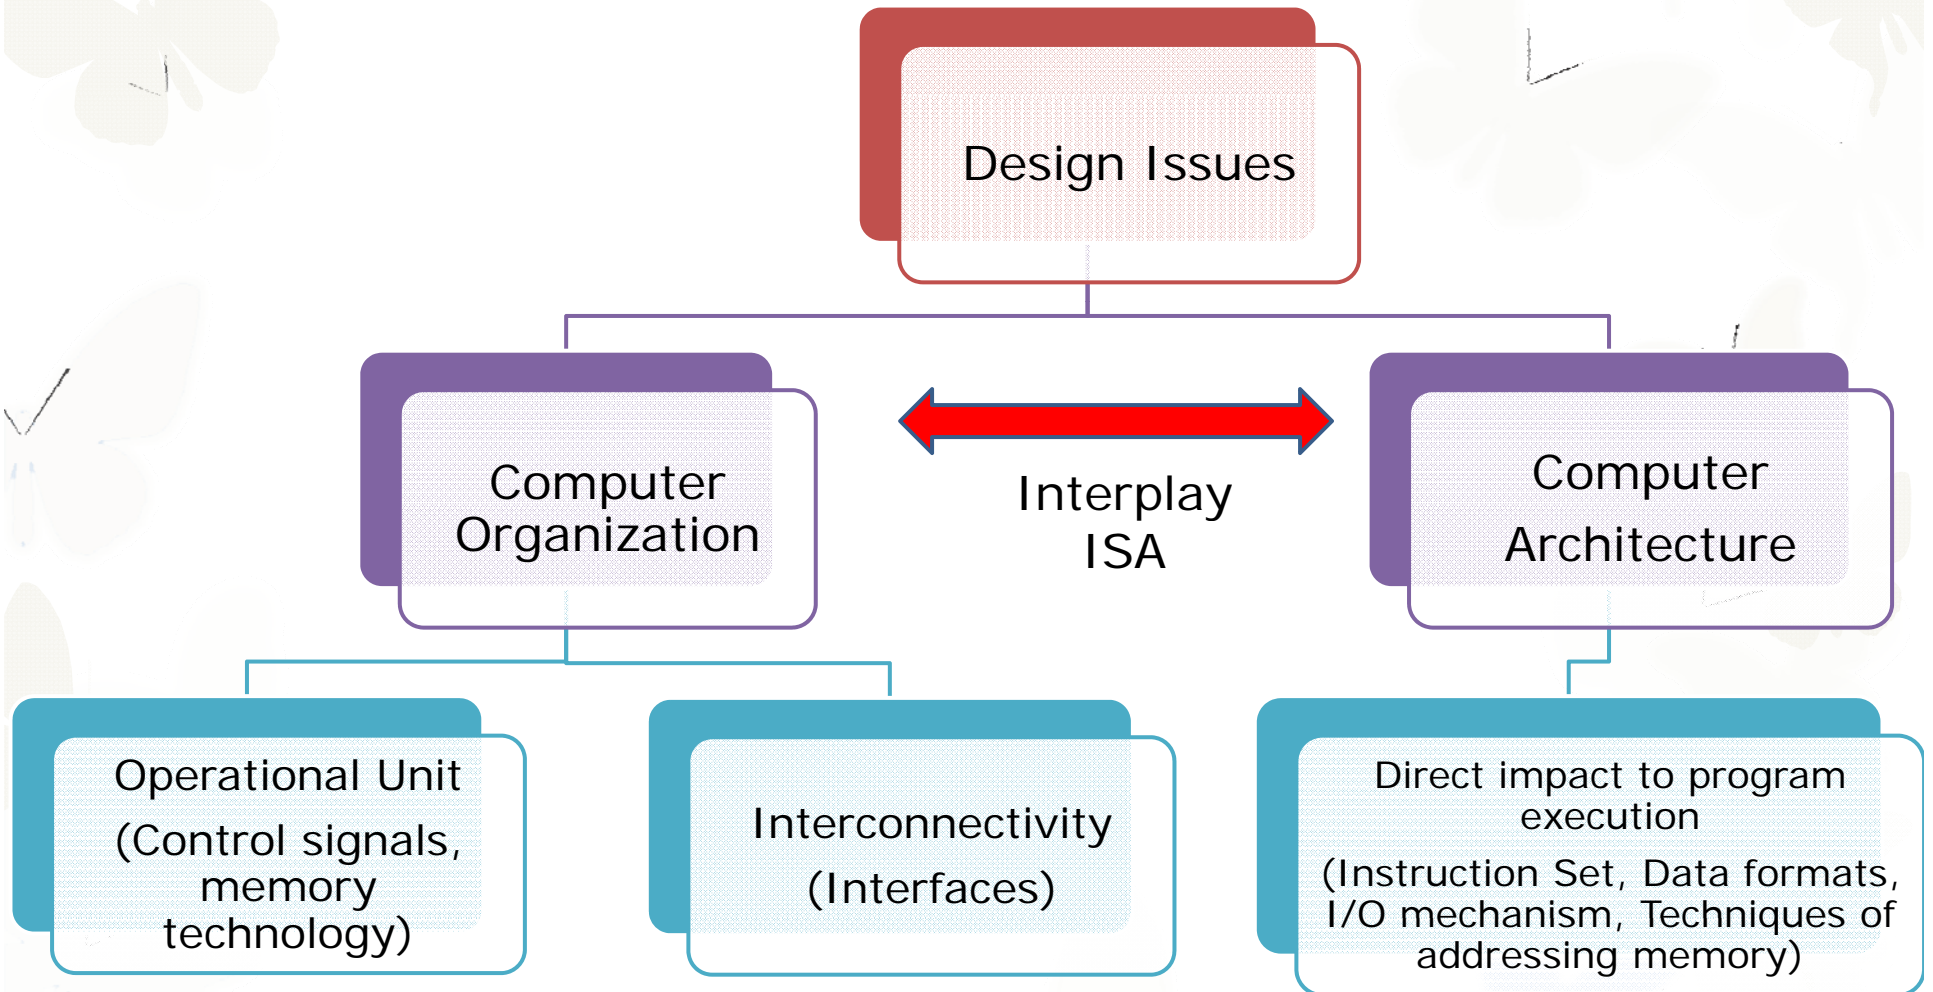 Design Issues
Computer
Organization
Interplay
ISA
Computer
Architecture
Operational Unit
(Control signals,
memory
technology)
Interconnectivity
(Interfaces)
Direct impact to program
execution
(Instruction Set, Data formats,
I/O mechanism, Techniques of
addressing memory)